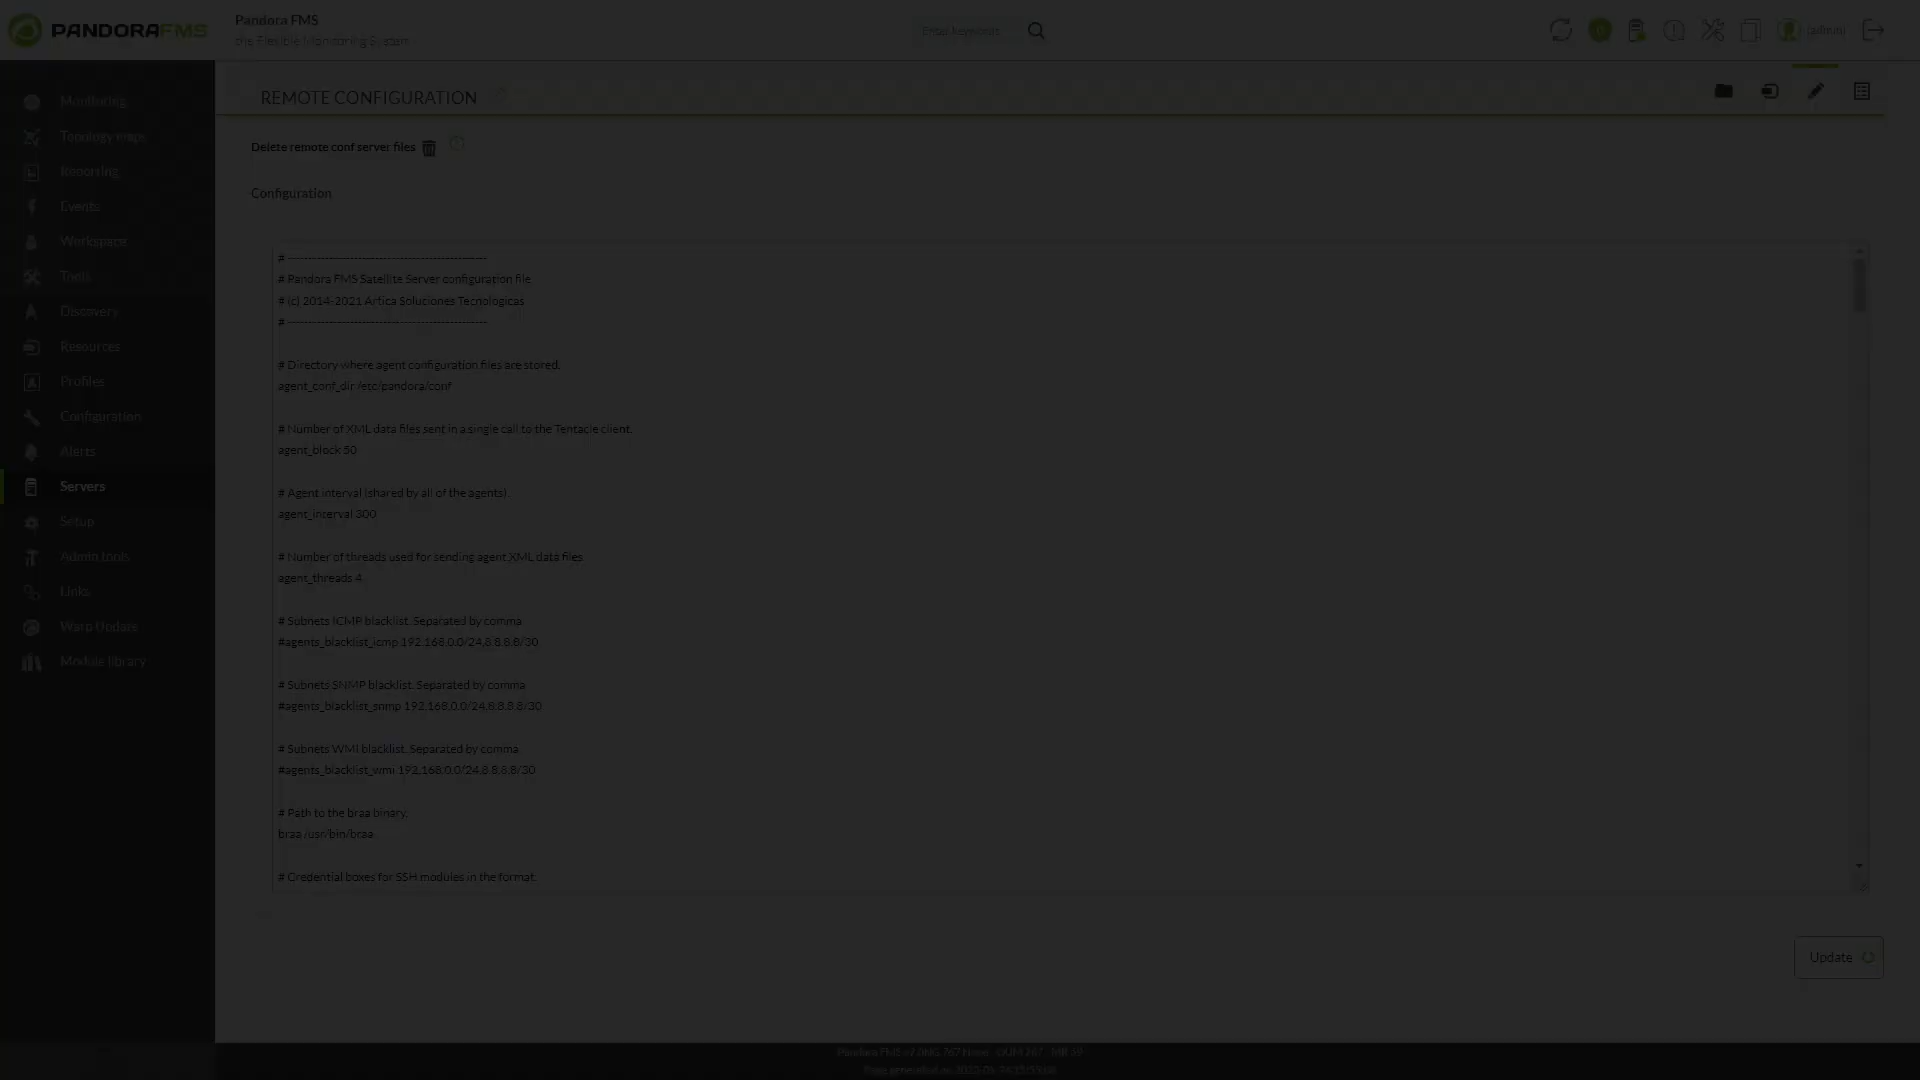 PANDORAFMS
Pandora FMS
the Flexible Monitoring System
Enter keywords
(admin)
Monitoring
Topology maps
Reporting
Events
Workspace
Tools
Discovery
Resources
Profiles
Configuration
Alerts
Servers
Setup
Admin tools
Links
Warp Update
Module library
REMOTE CONFIGURATION
Delete remote conf server files
Configuration
# -----------------------------------------------
# Pandora FMS Satellite Server configuration file
# (c) 2014-2021 Artica Soluciones Tecnologicas
# -----------------------------------------------
# Directory where agent configuration files are stored.
agent_conf_dir /etc/pandora/conf
# Number of XML data files sent in a single call to the Tentacle client.
agent_block 50
# Agent interval (shared by all of the agents).
agent_interval 300
# Number of threads used for sending agent XML data files.
agent_threads 4
# Subnets ICMP blacklist. Separated by comma
#agents_blacklist_icmp 192.168.0.0/24,8.8.8.8/30
# Subnets SNMP blacklist. Separated by comma
#agents_blacklist_snmp 192.168.0.0/24,8.8.8.8/30
# Subnets WMI blacklist. Separated by comma
#agents_blacklist_wmi 192.168.0.0/24,8.8.8.8/30
# Path to the braa binary.
braa /usr/bin/braa
# Credential boxes for SSH modules in the format:
Update
Pandora FMS
Page generated on